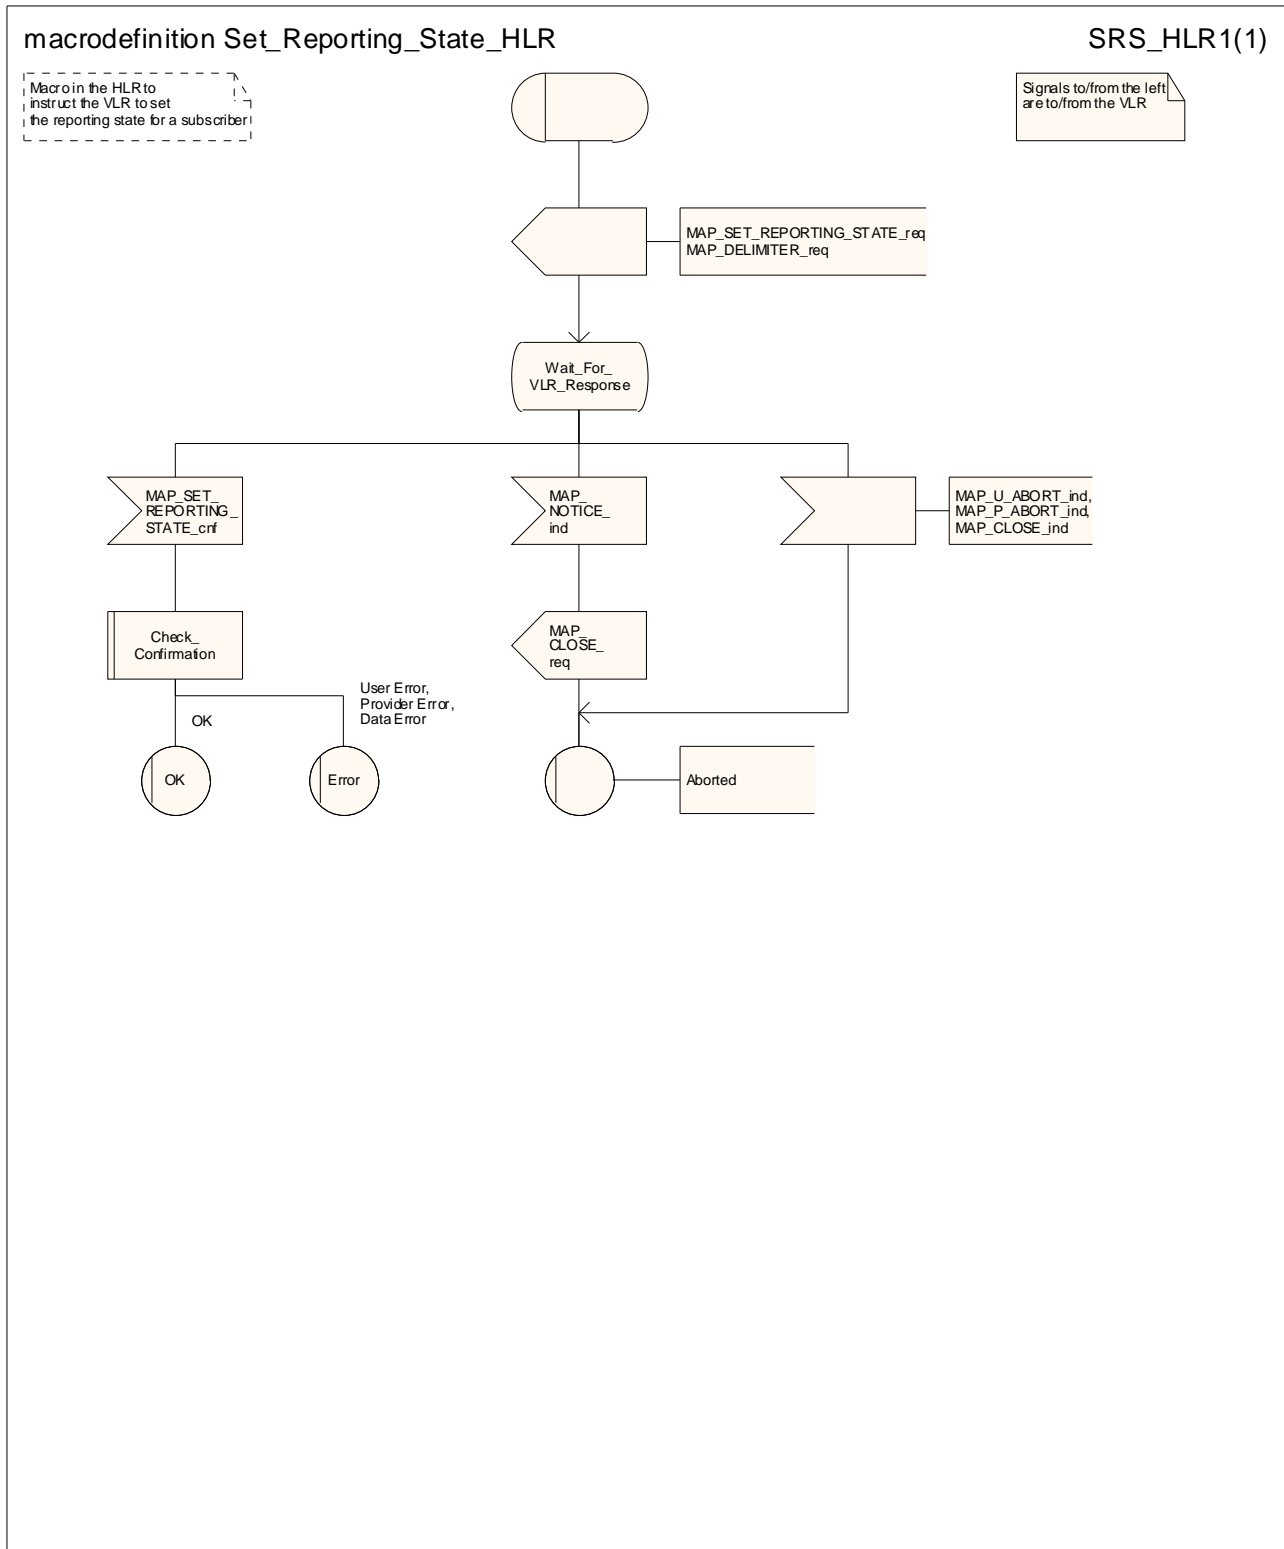 macrodefinition Set_Reporting_State_HLR
SRS_HLR1(1)
Macro in the HLR to
instruct the VLR to set
the reporting state for a subscriber
Signals to/from the left
are to/from the VLR
MAP_SET_REPORTING_STATE_req
MAP_DELIMITER_req
Wait_For_
VLR_Response
MAP_SET_
REPORTING_
STATE_cnf
MAP_
NOTICE_
ind
MAP_U_ABORT_ind,
MAP_P_ABORT_ind,
MAP_CLOSE_ind
Check_
Confirmation
MAP_
CLOSE_
req
User Error,
Provider Error,
Data Error
OK
OK
Error
Aborted